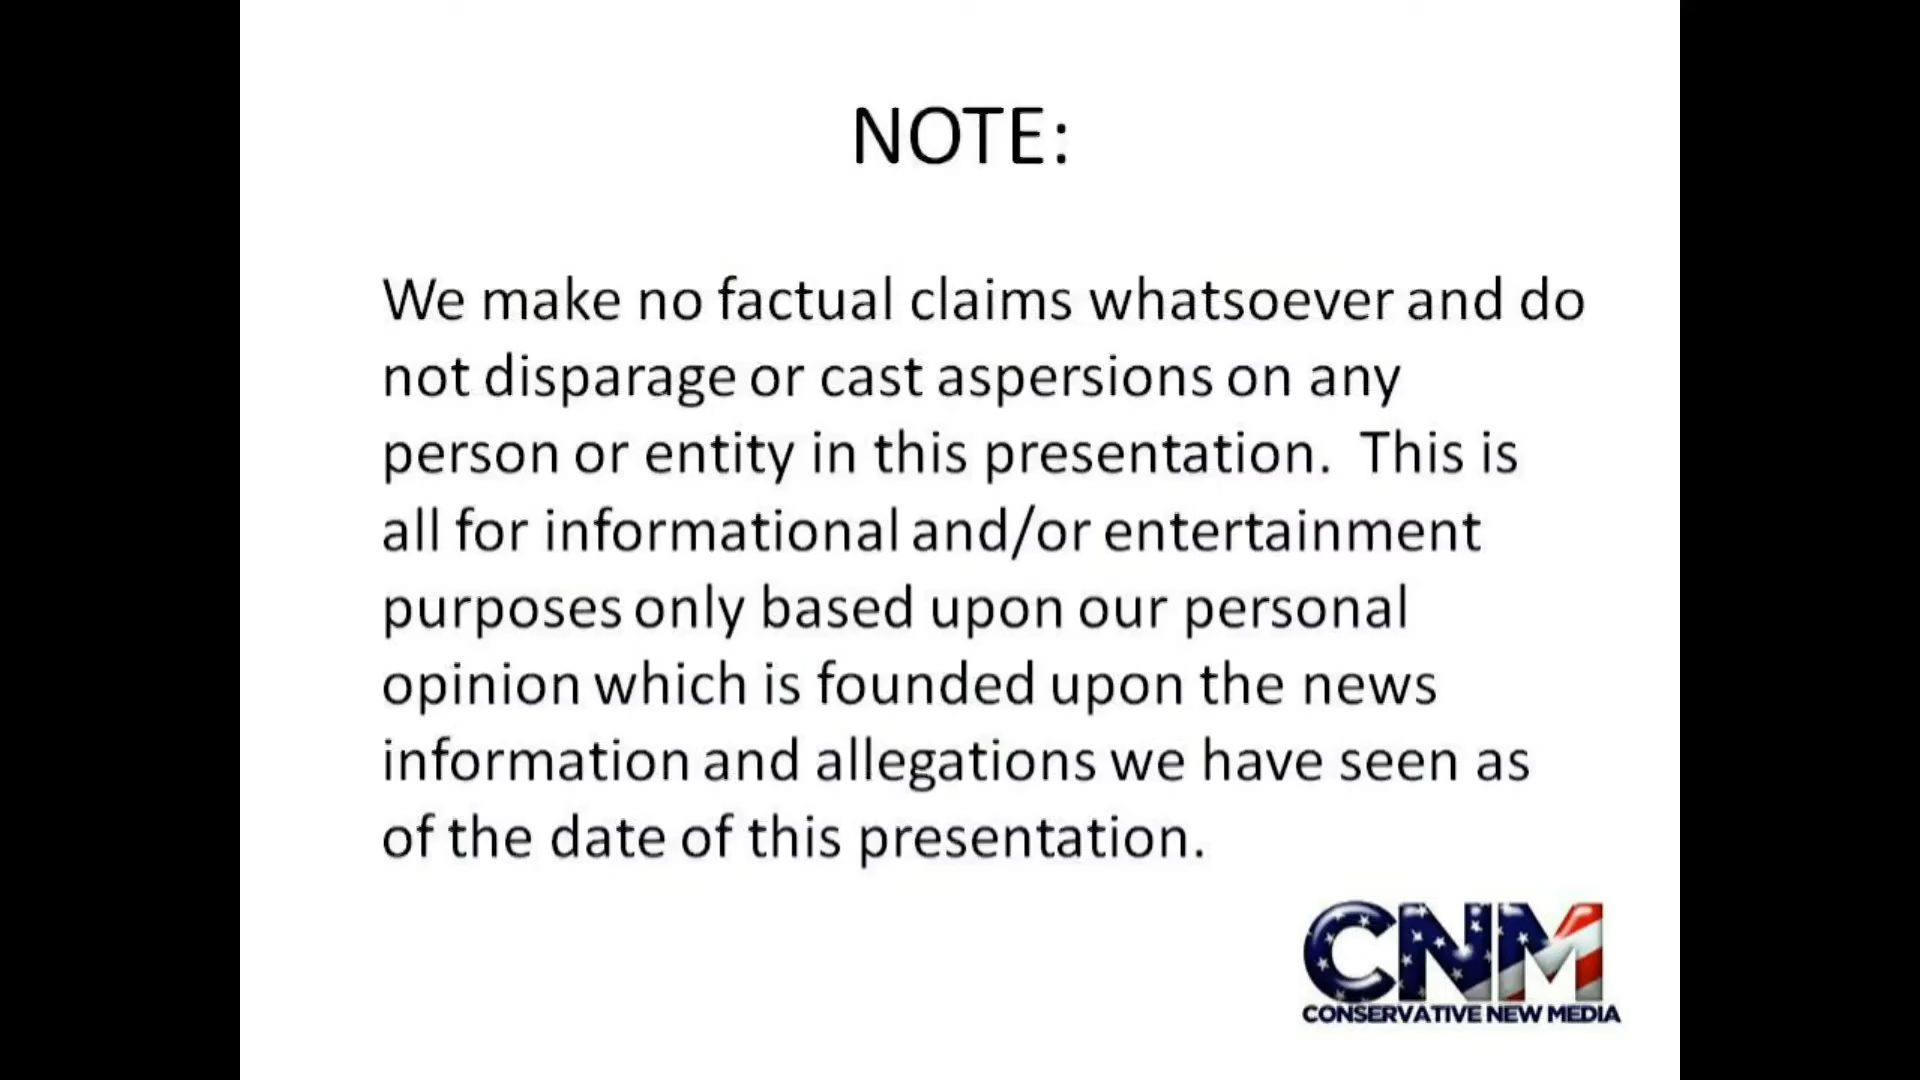 NOTE:
We make no factual claims whatsoever and do
not disparage or cast aspersions on any
person or entity in this presentation.  This is
all for informational and/or entertainment
purposes only based upon our personal
opinion which is founded upon the news
information and allegations we have seen as
of the date of this presentation.
CNM
CONSERVATIVE NEW MEDIA